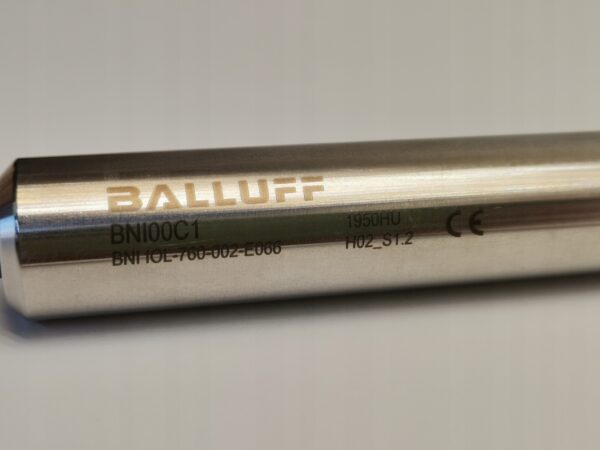 BALLUFF
BNI00C1
BNI IOL-760-002-E066
1950HU
H02_S1.2
CE